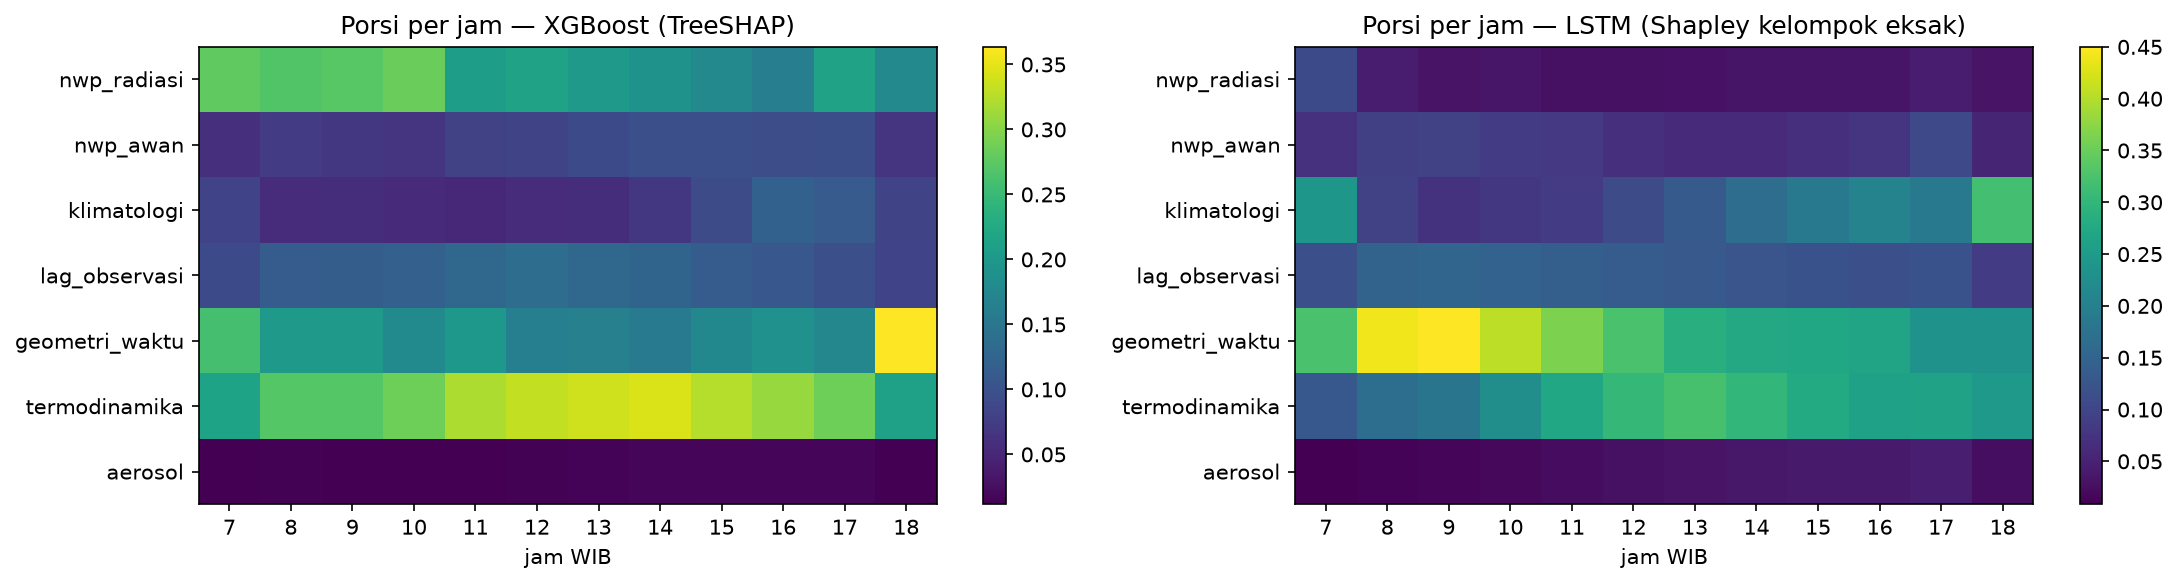 Porsi per jam — XGBoost (TreeSHAP)
nwp_radiasi
nwp_awan
klimatologi
lag_observasi
geometri_waktu
termodinamika
aerosol
7 8 9 10 11 12 13 14 15 16 17 18
jam WIB
0.35
0.30
0.25
0.20
0.15
0.10
0.05
Porsi per jam — LSTM (Shapley kelompok eksak)
nwp_radiasi
nwp_awan
klimatologi
lag_observasi
geometri_waktu
termodinamika
aerosol
7 8 9 10 11 12 13 14 15 16 17 18
jam WIB
0.45
0.40
0.35
0.30
0.25
0.20
0.15
0.10
0.05